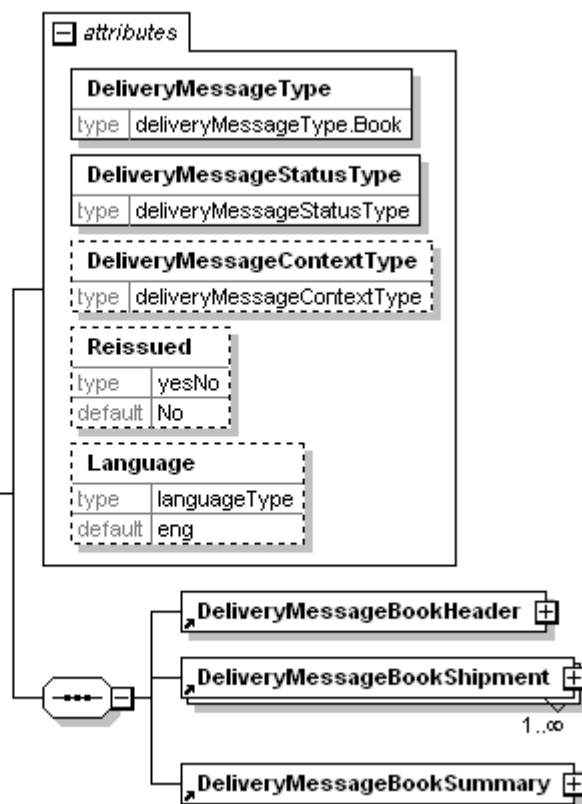 attributes
DeliveryMessageType
type deliveryMessageType.Book
DeliveryMessageStatusType
type deliveryMessageStatusType
DeliveryMessageContextType
type deliveryMessageContextType
Reissued
type yesNo
default No
Language
type languageType
default eng
DeliveryMessageBookHeader
DeliveryMessageBookShipment
1..∞
DeliveryMessageBookSummary